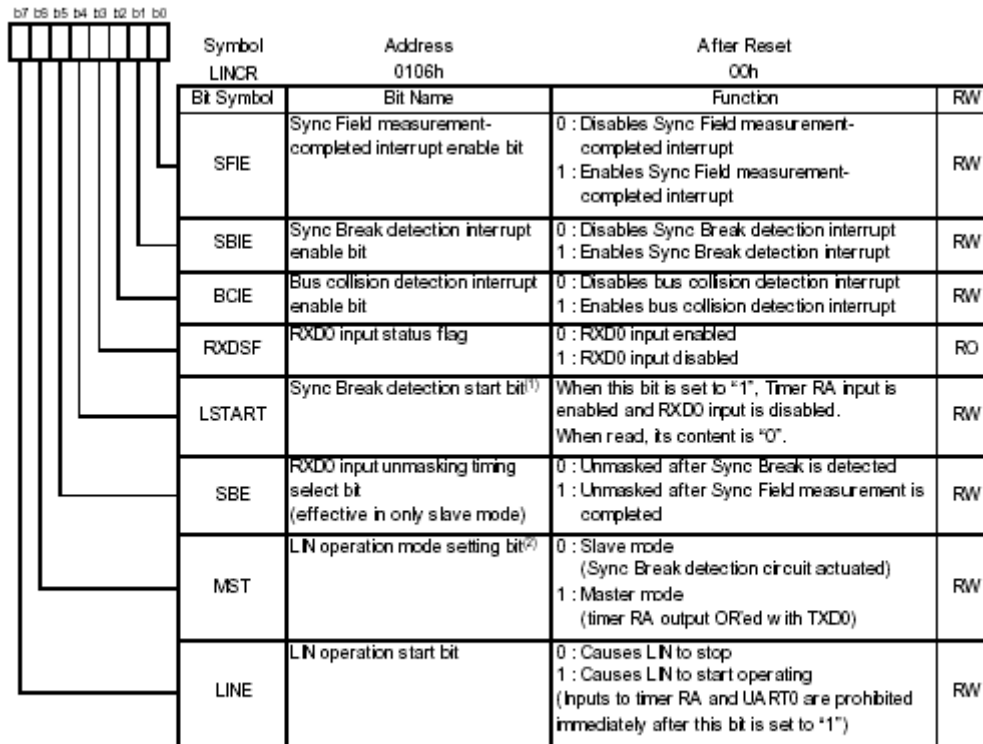 b7 b6 b5 b4 b3 b2 b1 b0
Symbol Address After Reset
LINCR 0106h 00h
Bit Symbol Bit Name Function RW
SFIE
Sync Field measurement-
completed interrupt enable bit
0 : Disables Sync Field measurement-
completed interrupt
1 : Enables Sync Field measurement-
completed interrupt
RW
SBIE
Sync Break detection interrupt
enable bit
0 : Disables Sync Break detection interrupt
1 : Enables Sync Break detection interrupt
RW
BCIE
Bus collision detection interrupt
enable bit
0 : Disables bus collision detection interrupt
1 : Enables bus collision detection interrupt
RW
RXDSF
RXD0 input status flag
0 : RXD0 input enabled
1 : RXD0 input disabled
RO
LSTART
Sync Break detection start bit(1)
When this bit is set to “1”, Timer RA input is
enabled and RXD0 input is disabled.
When read, its content is “0”.
RW
SBE
RXD0 input unmasking timing
select bit
(effective in only slave mode)
0 : Unmasked after Sync Break is detected
1 : Unmasked after Sync Field measurement is
completed
RW
MST
LIN operation mode setting bit(2)
0 : Slave mode
(Sync Break detection circuit actuated)
1 : Master mode
(timer RA output OR'ed with TXD0)
RW
LINE
LIN operation start bit
0 : Causes LIN to stop
1 : Causes LIN to start operating
(Inputs to timer RA and UART0 are prohibited
immediately after this bit is set to “1”)
RW